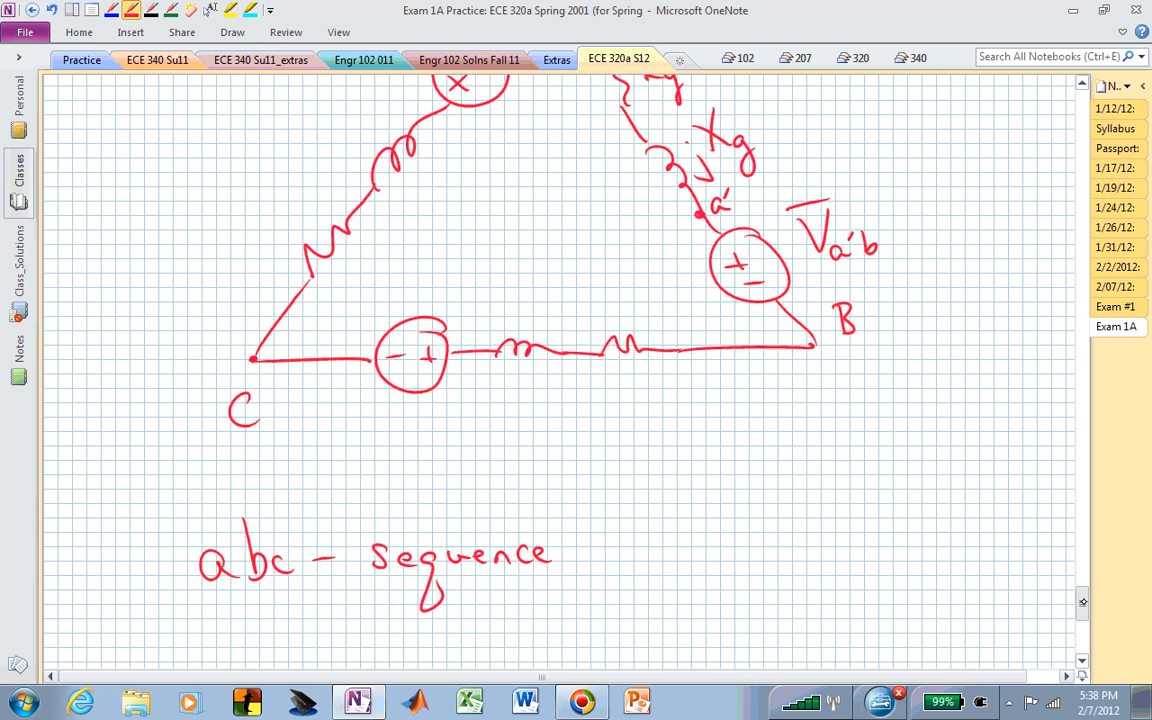 Exam 1A Practice: ECE 320a Spring 2001 (for Spring - Microsoft OneNote
File Home Insert Share Draw Review View
Practice ECE 340 Su11 ECE 340 Su11_extras Engr 102 011 Engr 102 Solns Fall 11 Extras ECE 320a S12 102 207 320 340 Search All Notebooks (Ctrl+E)
Personal
Classes
Class_Solutions
Notes
N..
1/12/12:
Syllabus
Passport:
1/17/12:
1/19/12:
1/24/12:
1/26/12:
1/31/12:
2/2/2012:
2/07/12:
Exam #1
Exam 1A
a'
V̅a'b
+
−
B
− +
C
abc - sequence
99%
5:38 PM
2/7/2012